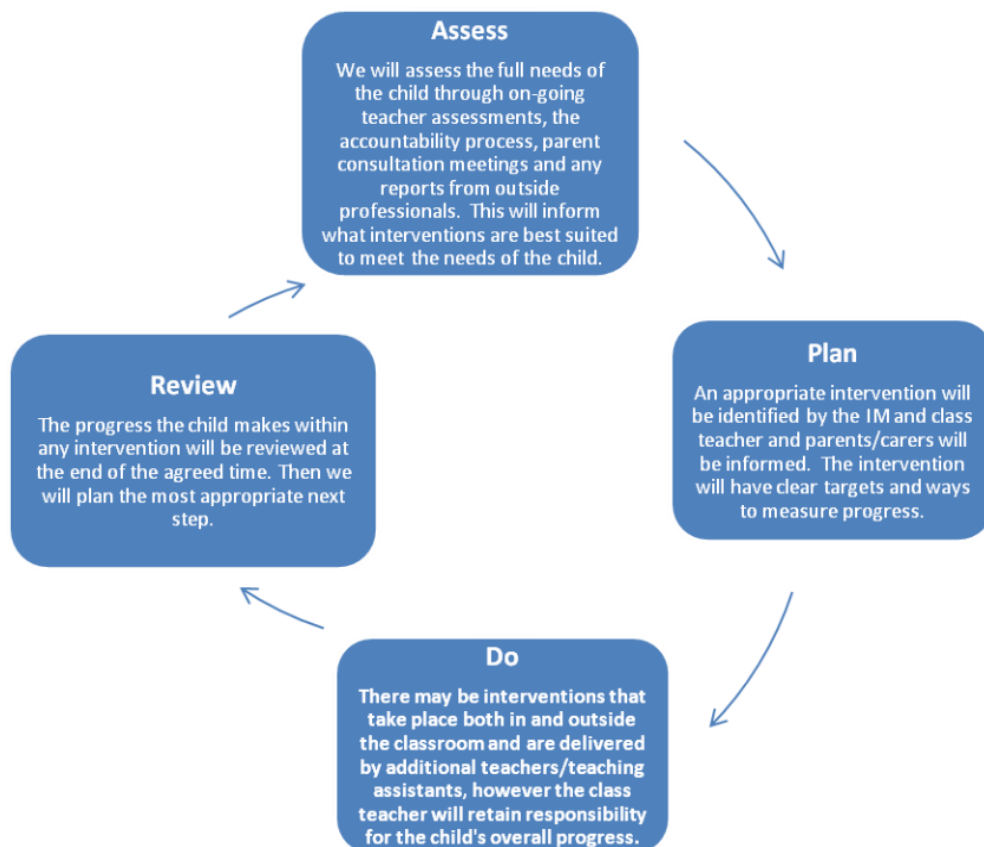 Assess
We will assess the full needs of
the child through on-going
teacher assessments, the
accountability process, parent
consultation meetings and any
reports from outside
professionals.  This will inform
what interventions are best suited
to meet the needs of the child.
Plan
An appropriate intervention will
be identified by the IM and class
teacher and parents/carers will
be informed.  The intervention
will have clear targets and ways
to measure progress.
Do
There may be interventions that
take place both in and outside
the classroom and are delivered
by additional teachers/teaching
assistants, however the class
teacher will retain responsibility
for the child's overall progress.
Review
The progress the child makes within
any intervention will be reviewed at
the end of the agreed time. Then we
will plan the most appropriate next
step.